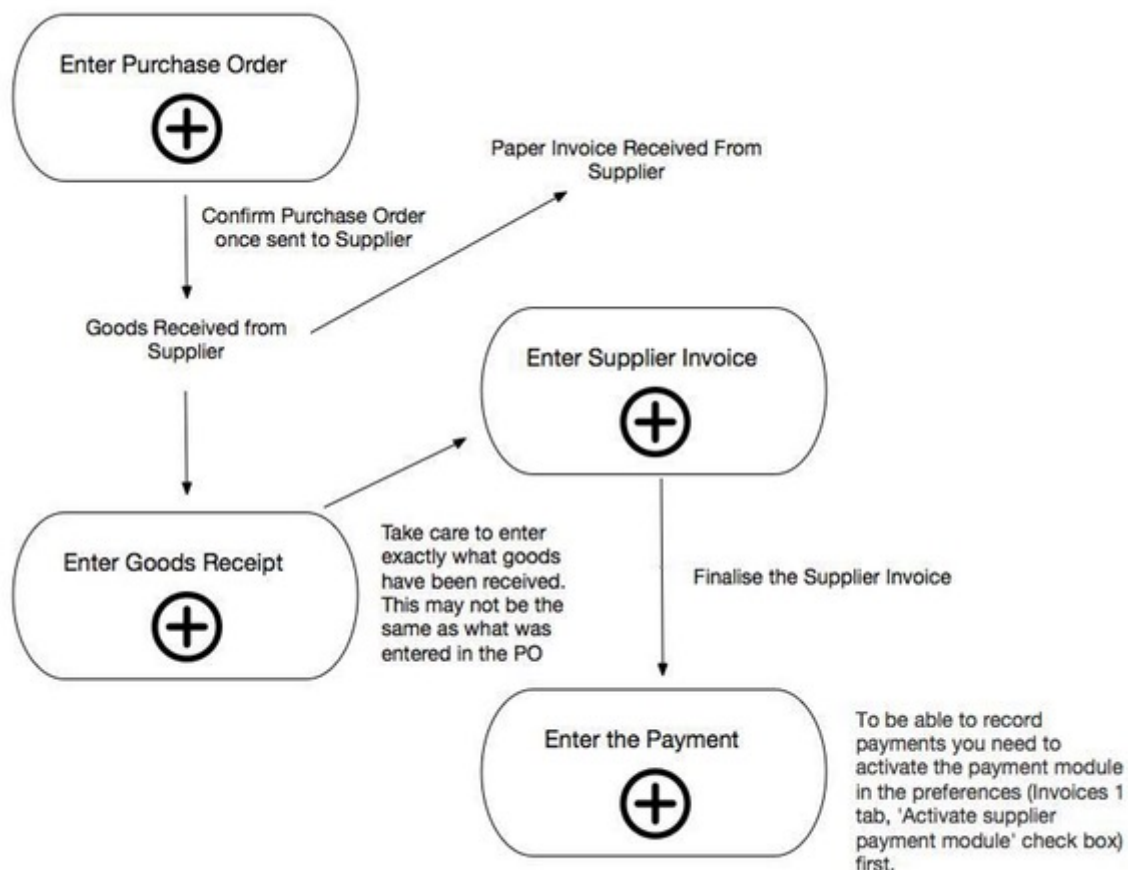 Enter Purchase Order
Paper Invoice Received From
Supplier
Confirm Purchase Order
once sent to Supplier
Goods Received from
Supplier
Enter Supplier Invoice
Enter Goods Receipt
Take care to enter
exactly what goods
have been received.
This may not be the
same as what was
entered in the PO
Finalise the Supplier Invoice
Enter the Payment
To be able to record
payments you need to
activate the payment module
in the preferences (Invoices 1
tab, 'Activate supplier
payment module' check box)
first.